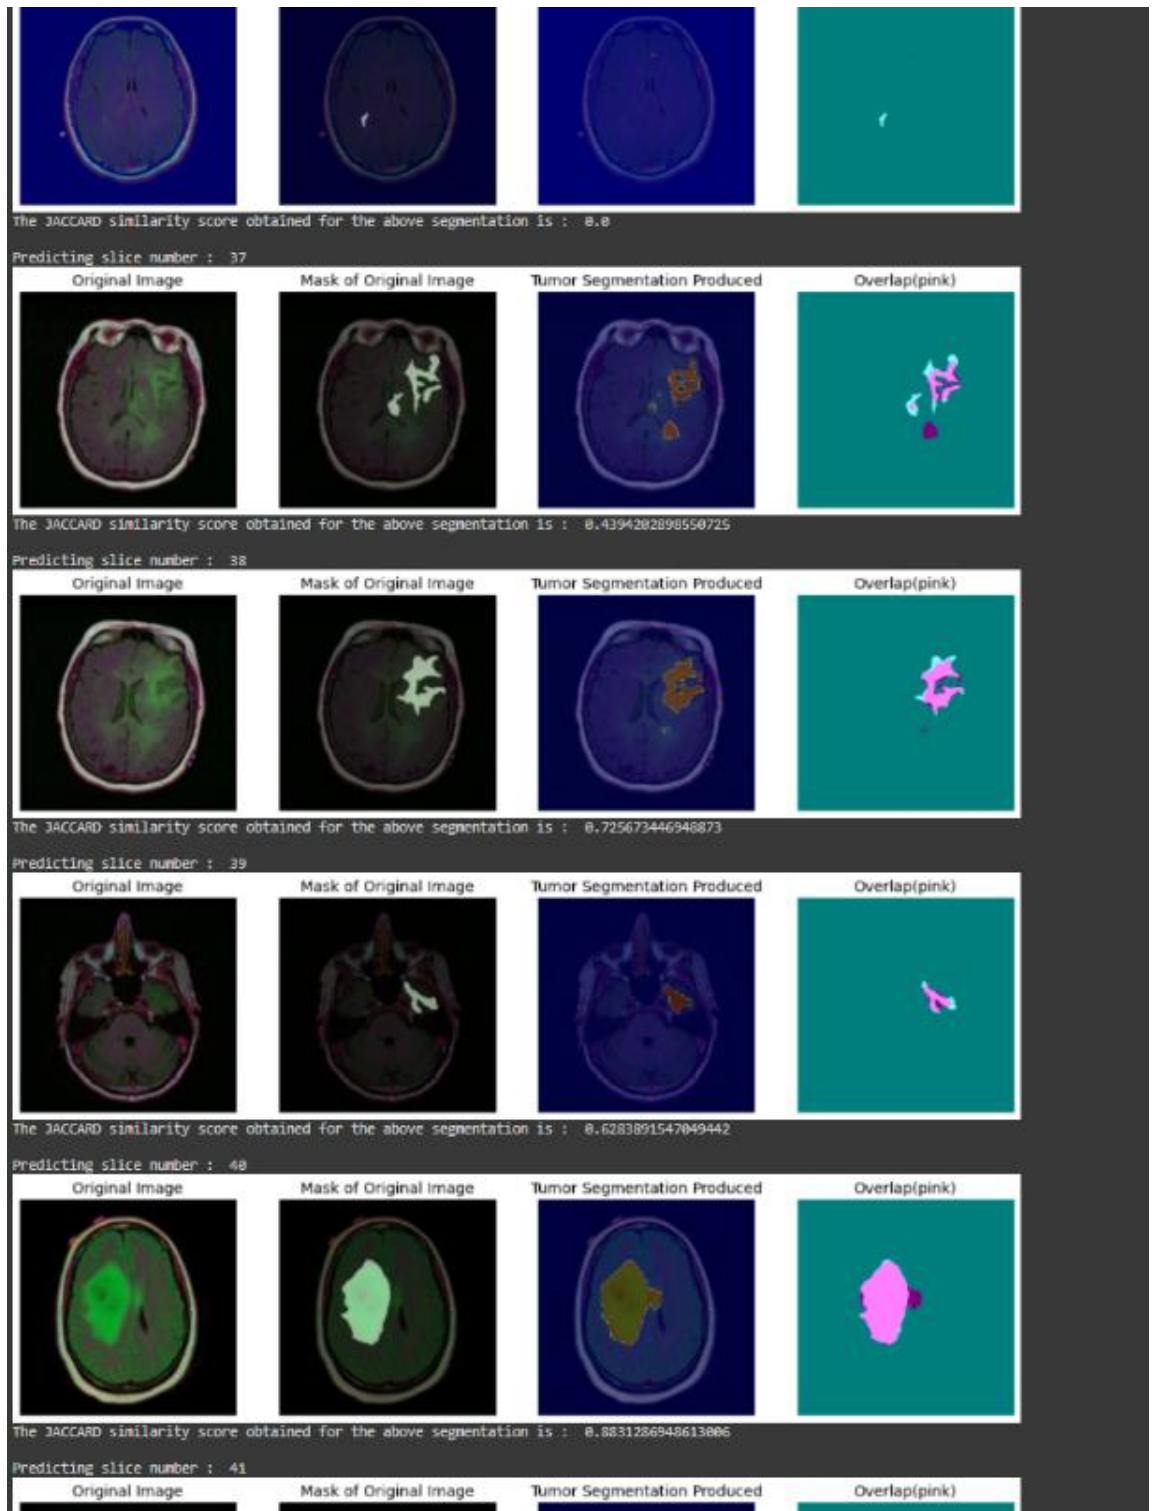 The JACCARD similarity score obtained for the above segmentation is :  0.0
Predicting slice number :  37
Original Image Mask of Original Image Tumor Segmentation Produced Overlap(pink)
The JACCARD similarity score obtained for the above segmentation is :  0.4394202898550725
Predicting slice number :  38
Original Image Mask of Original Image Tumor Segmentation Produced Overlap(pink)
The JACCARD similarity score obtained for the above segmentation is :  0.725673446948873
Predicting slice number :  39
Original Image Mask of Original Image Tumor Segmentation Produced Overlap(pink)
The JACCARD similarity score obtained for the above segmentation is :  0.6283891547049442
Predicting slice number :  40
Original Image Mask of Original Image Tumor Segmentation Produced Overlap(pink)
The JACCARD similarity score obtained for the above segmentation is :  0.8831286948613006
Predicting slice number :  41
Original Image Mask of Original Image Tumor Segmentation Produced Overlap(pink)